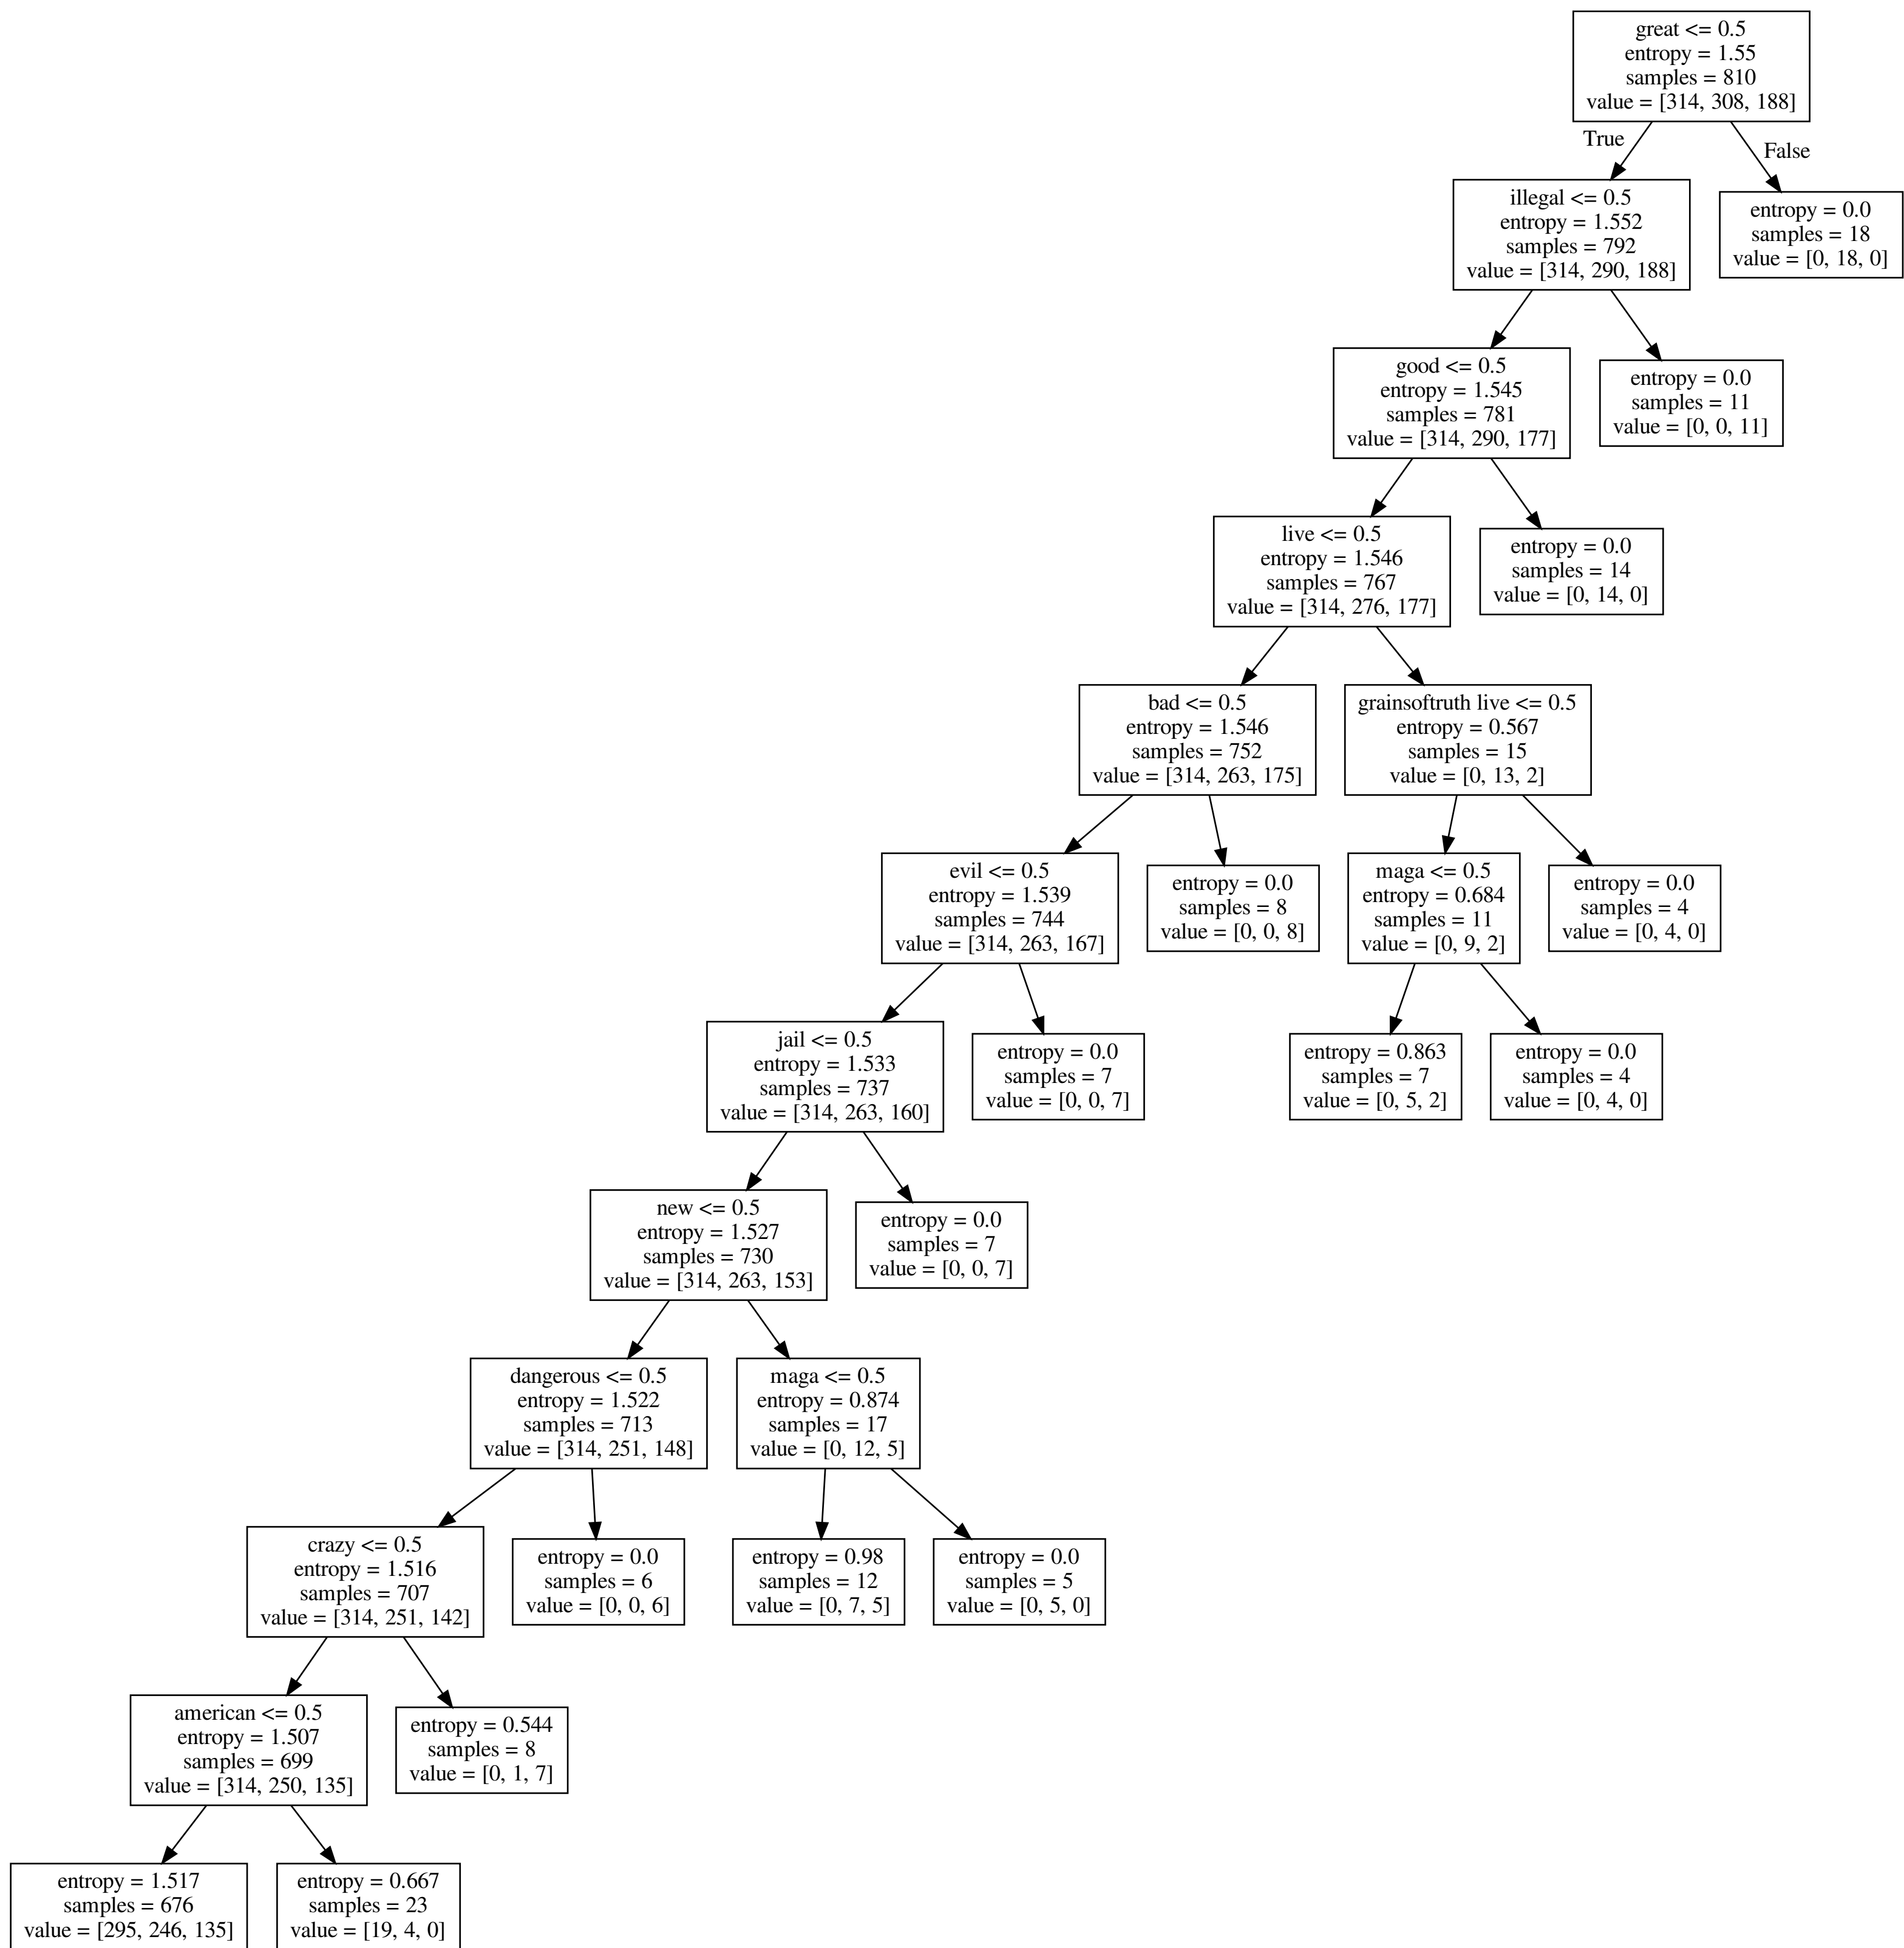 great <= 0.5
entropy = 1.55
samples = 810
value = [314, 308, 188]
True
False
illegal <= 0.5
entropy = 1.552
samples = 792
value = [314, 290, 188]
entropy = 0.0
samples = 18
value = [0, 18, 0]
good <= 0.5
entropy = 1.545
samples = 781
value = [314, 290, 177]
entropy = 0.0
samples = 11
value = [0, 0, 11]
live <= 0.5
entropy = 1.546
samples = 767
value = [314, 276, 177]
entropy = 0.0
samples = 14
value = [0, 14, 0]
bad <= 0.5
entropy = 1.546
samples = 752
value = [314, 263, 175]
grainsoftruth live <= 0.5
entropy = 0.567
samples = 15
value = [0, 13, 2]
evil <= 0.5
entropy = 1.539
samples = 744
value = [314, 263, 167]
entropy = 0.0
samples = 8
value = [0, 0, 8]
maga <= 0.5
entropy = 0.684
samples = 11
value = [0, 9, 2]
entropy = 0.0
samples = 4
value = [0, 4, 0]
jail <= 0.5
entropy = 1.533
samples = 737
value = [314, 263, 160]
entropy = 0.0
samples = 7
value = [0, 0, 7]
entropy = 0.863
samples = 7
value = [0, 5, 2]
entropy = 0.0
samples = 4
value = [0, 4, 0]
new <= 0.5
entropy = 1.527
samples = 730
value = [314, 263, 153]
entropy = 0.0
samples = 7
value = [0, 0, 7]
dangerous <= 0.5
entropy = 1.522
samples = 713
value = [314, 251, 148]
maga <= 0.5
entropy = 0.874
samples = 17
value = [0, 12, 5]
crazy <= 0.5
entropy = 1.516
samples = 707
value = [314, 251, 142]
entropy = 0.0
samples = 6
value = [0, 0, 6]
entropy = 0.98
samples = 12
value = [0, 7, 5]
entropy = 0.0
samples = 5
value = [0, 5, 0]
american <= 0.5
entropy = 1.507
samples = 699
value = [314, 250, 135]
entropy = 0.544
samples = 8
value = [0, 1, 7]
entropy = 1.517
samples = 676
value = [295, 246, 135]
entropy = 0.667
samples = 23
value = [19, 4, 0]